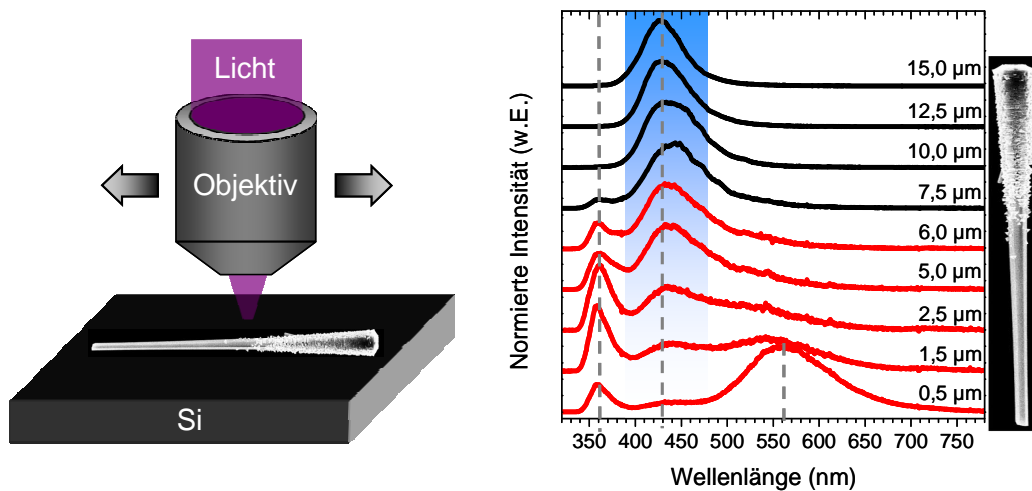 Licht
Objektiv
Si
Normierte Intensität (w.E.)
15,0 µm
12,5 µm
10,0 µm
7,5 µm
6,0 µm
5,0 µm
2,5 µm
1,5 µm
0,5 µm
350 400 450 500 550 600 650 700 750
Wellenlänge (nm)